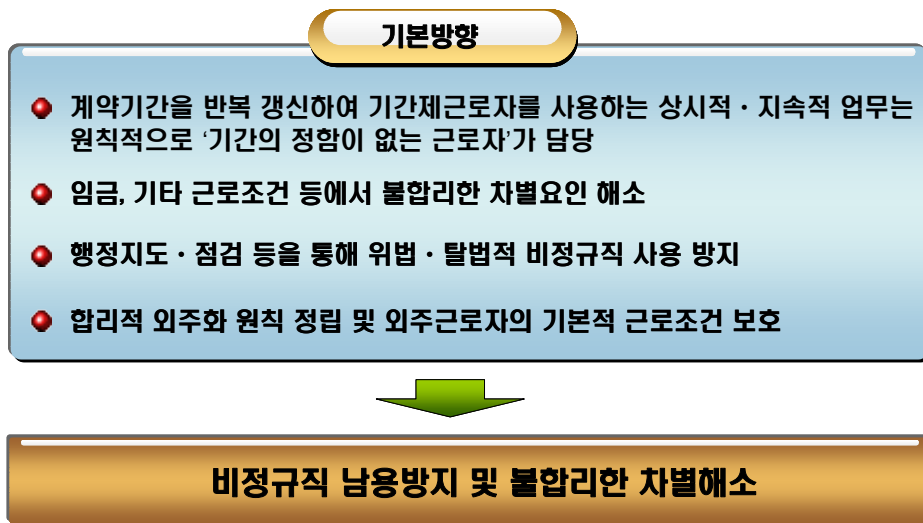 기본방향
계약기간을 반복 갱신하여 기간제근로자를 사용하는 상시적 · 지속적 업무는
원칙적으로 ‘기간의 정함이 없는 근로자’가 담당
임금, 기타 근로조건 등에서 불합리한 차별요인 해소
행정지도 · 점검 등을 통해 위법 · 탈법적 비정규직 사용 방지
합리적 외주화 원칙 정립 및 외주근로자의 기본적 근로조건 보호
비정규직 남용방지 및 불합리한 차별해소